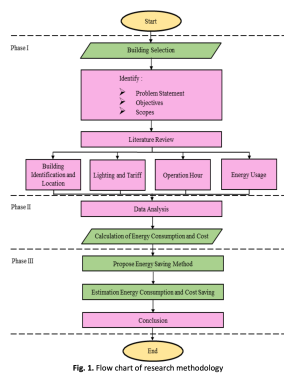 Start
Phase I
Building Selection
Identify :
➢ Problem Statement
➢ Objectives
➢ Scopes
Literature Review
Building
Identification and
Location
Lighting and Tariff
Operation Hour
Energy Usage
Phase II
Data Analysis
Calculation of Energy Consumption and Cost
Phase III
Propose Energy Saving Method
Estimation Energy Consumption and Cost Saving
Conclusion
End
Fig. 1. Flow chart of research methodology